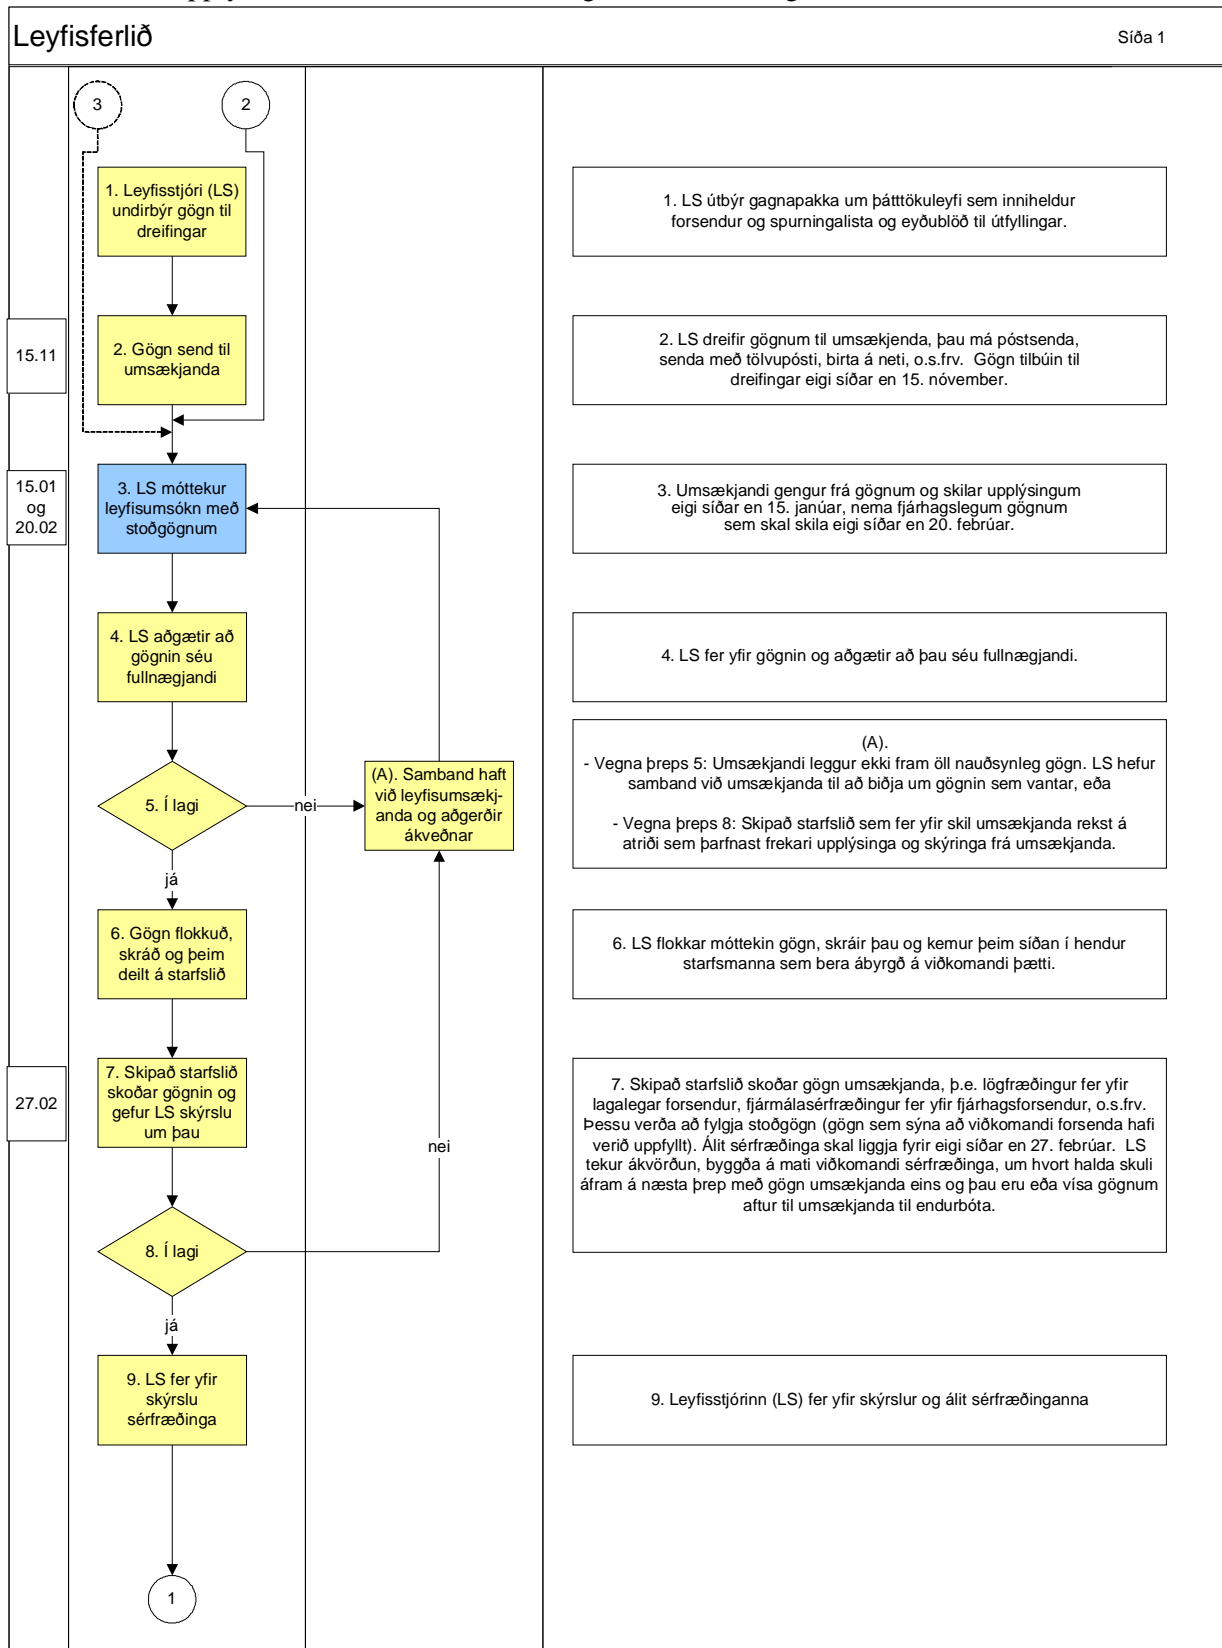 Leyfisferlið
Síða 1
3
2
1. Leyfisstjóri (LS)
undirbýr gögn til
dreifingar
1. LS útbýr gagnapakka um þátttökuleyfi sem inniheldur
forsendur og spurningalista og eyðublöð til útfyllingar.
15.11
2. Gögn send til
umsækjanda
2. LS dreifir gögnum til umsækjenda, þau má póstsenda,
senda með tölvupósti, birta á neti, o.s.frv. Gögn tilbúin til
dreifingar eigi síðar en 15. nóvember.
15.01
og
20.02
3. LS móttekur
leyfisumsókn með
stoðgögnum
3. Umsækjandi gengur frá gögnum og skilar upplýsingum
eigi síðar en 15. janúar, nema fjárhagslegum gögnum
sem skal skila eigi síðar en 20. febrúar.
4. LS aðgætir að
gögnin séu
fullnægjandi
4. LS fer yfir gögnin og aðgætir að þau séu fullnægjandi.
5. Í lagi
nei
(A). Samband haft
við leyfisumsækj-
anda og aðgerðir
ákveðnar
(A).
- Vegna þreps 5: Umsækjandi leggur ekki fram öll nauðsynleg gögn. LS hefur
samband við umsækjanda til að biðja um gögnin sem vantar, eða
- Vegna þreps 8: Skipað starfslið sem fer yfir skil umsækjanda rekst á
atriði sem þarfnast frekari upplýsinga og skýringa frá umsækjanda.
já
6. Gögn flokkuð,
skráð og þeim
deilt á starfslið
6. LS flokkar móttekin gögn, skráir þau og kemur þeim síðan í hendur
starfsmanna sem bera ábyrgð á viðkomandi þætti.
27.02
7. Skipað starfslið
skoðar gögnin og
gefur LS skýrslu
um þau
nei
7. Skipað starfslið skoðar gögn umsækjanda, þ.e. lögfræðingur fer yfir
lagalegar forsendur, fjármálasérfræðingur fer yfir fjárhagsforsendur, o.s.frv.
Þessu verða að fylgja stoðgögn (gögn sem sýna að viðkomandi forsenda hafi
verið uppfyllt). Álit sérfræðinga skal liggja fyrir eigi síðar en 27. febrúar. LS
tekur ákvörðun, byggða á mati viðkomandi sérfræðinga, um hvort halda skuli
áfram á næsta þrep með gögn umsækjanda eins og þau eru eða vísa gögnum
aftur til umsækjanda til endurbóta.
8. Í lagi
já
9. LS fer yfir
skýrslu
sérfræðinga
9. Leyfisstjórinn (LS) fer yfir skýrslur og álit sérfræðinganna
1